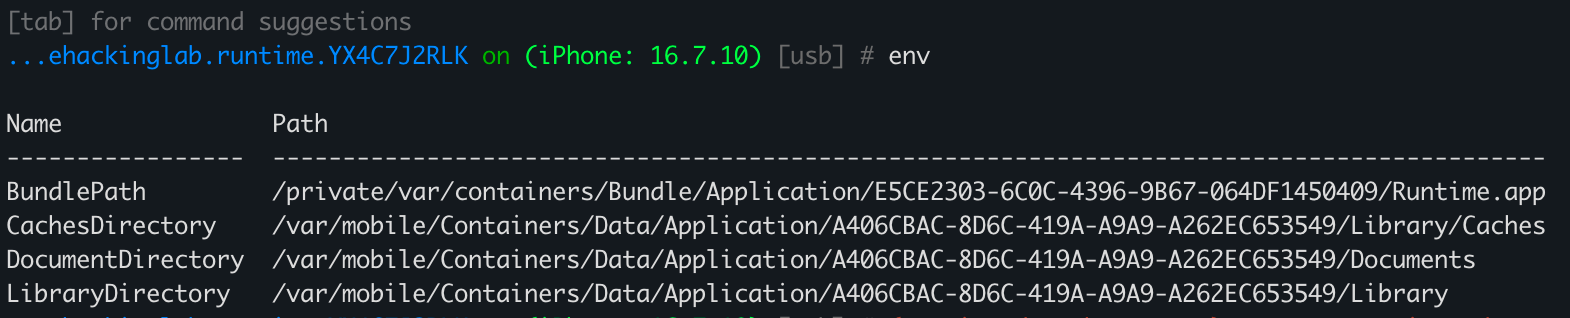 [tab] for command suggestions
...ehackinglab.runtime.YX4C7J2RLK on (iPhone: 16.7.10) [usb] # env
Name Path
----------------- -------------------------------------------------------------------------------------------
BundlePath /private/var/containers/Bundle/Application/E5CE2303-6C0C-4396-9B67-064DF1450409/Runtime.app
CachesDirectory /var/mobile/Containers/Data/Application/A406CBAC-8D6C-419A-A9A9-A262EC653549/Library/Caches
DocumentDirectory /var/mobile/Containers/Data/Application/A406CBAC-8D6C-419A-A9A9-A262EC653549/Documents
LibraryDirectory /var/mobile/Containers/Data/Application/A406CBAC-8D6C-419A-A9A9-A262EC653549/Library